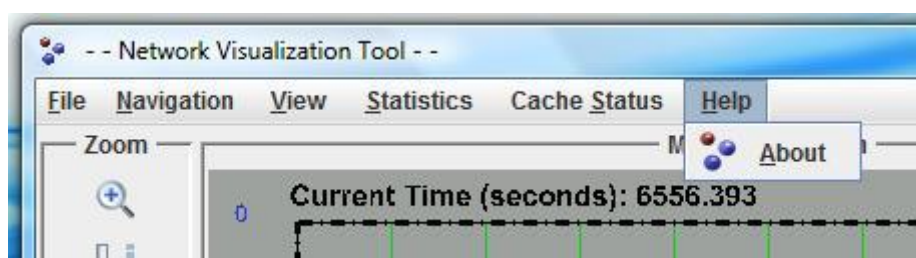 - - Network Visualization Tool - -
File Navigation View Statistics Cache Status Help
About
Zoom
Current Time (seconds): 6556.393
0